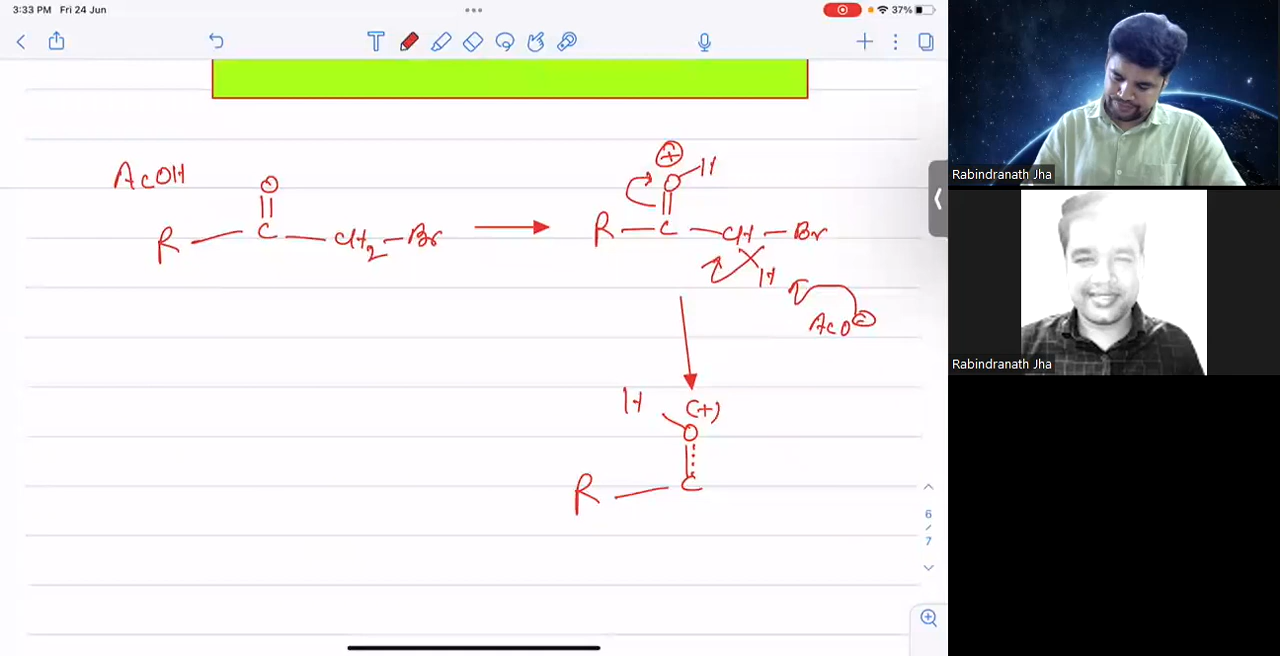 3:33 PM Fri 24 Jun
37%
T
AcOH
O
R C CH2 Br
+
O H
R C CH Br
H
AcO -
H (+)
O
R C
6
/
7
Rabindranath Jha
Rabindranath Jha